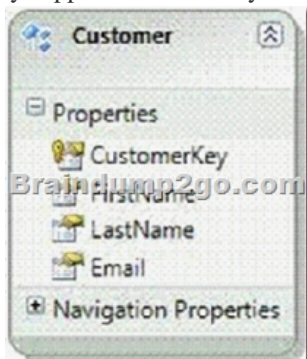 Customer
Properties
CustomerKey
Braindump2go.com
FirstName
LastName
Email
Navigation Properties